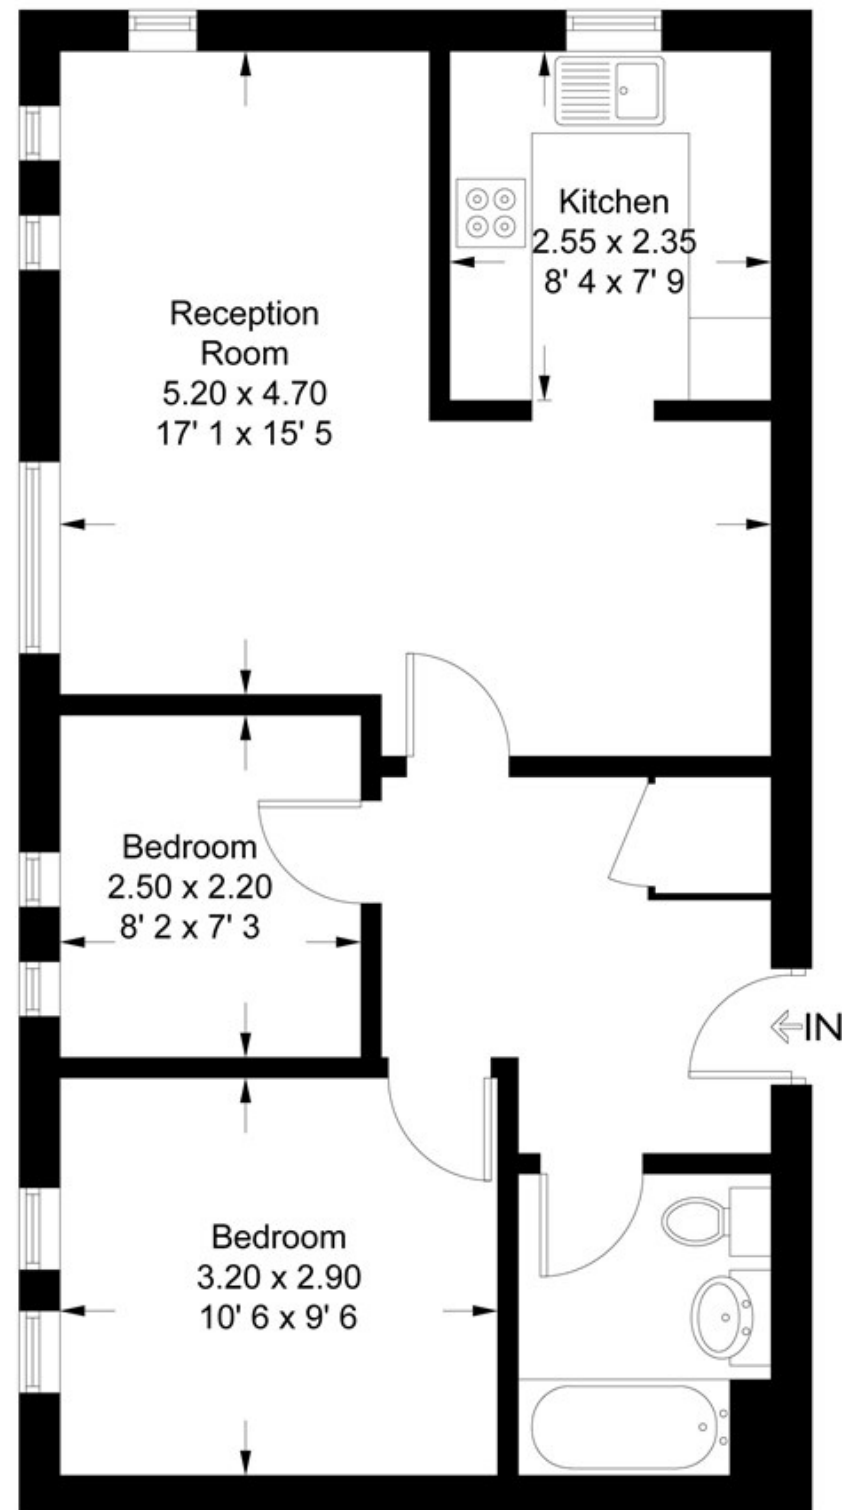 Kitchen
2.55 x 2.35
8' 4 x 7' 9
Reception
Room
5.20 x 4.70
17' 1 x 15' 5
Bedroom
2.50 x 2.20
8' 2 x 7' 3
IN
Bedroom
3.20 x 2.90
10' 6 x 9' 6